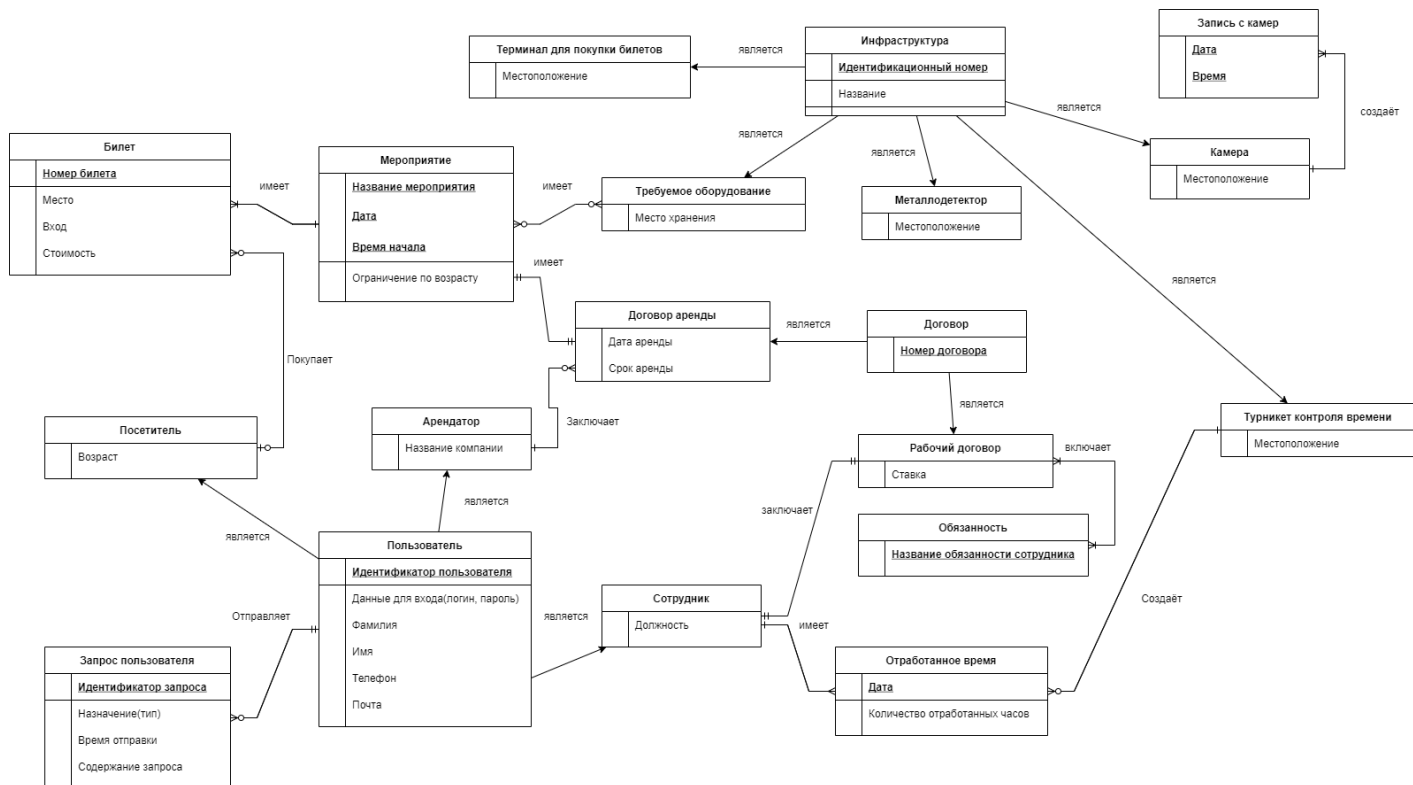 Терминал для покупки билетов
Местоположение
является
Инфраструктура
Идентификационный номер
Название
Запись с камер
Дата
Время
создаёт
является
Камера
Местоположение
является
является
Металлодетектор
Местоположение
является
Билет
Номер билета
Место
Вход
Стоимость
имеет
Мероприятие
Название мероприятия
Дата
Время начала
Ограничение по возрасту
имеет
Требуемое оборудование
Место хранения
имеет
Договор аренды
Дата аренды
Срок аренды
является
Договор
Номер договора
Покупает
Заключает
является
Посетитель
Возраст
Арендатор
Название компании
Рабочий договор
Ставка
включает
Турникет контроля времени
Местоположение
является
является
заключает
Обязанность
Название обязанности сотрудника
Пользователь
Идентификатор пользователя
Данные для входа(логин, пароль)
Фамилия
Имя
Телефон
Почта
Отправляет
является
Сотрудник
Должность
имеет
Создаёт
Запрос пользователя
Идентификатор запроса
Назначение(тип)
Время отправки
Содержание запроса
Отработанное время
Дата
Количество отработанных часов